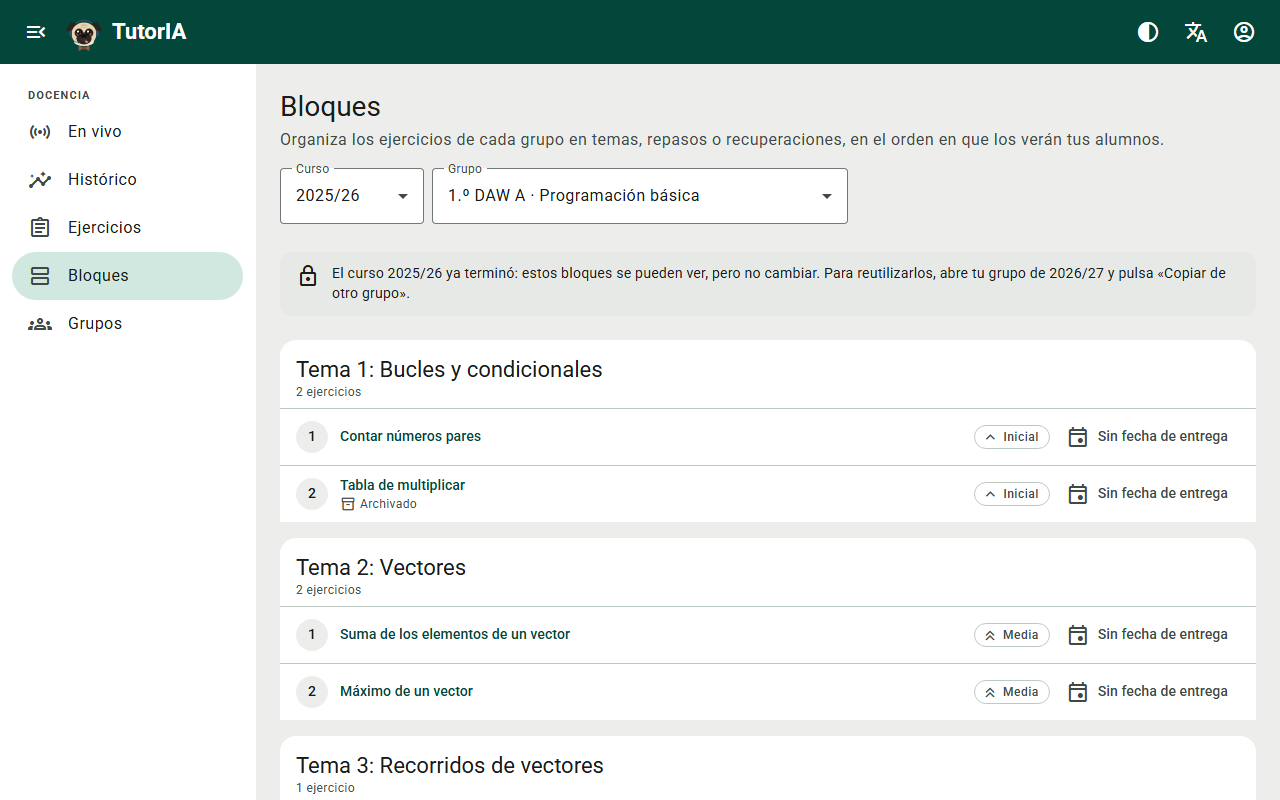 TutorIA
DOCENCIA
En vivo
Histórico
Ejercicios
Bloques
Grupos
Bloques
Organiza los ejercicios de cada grupo en temas, repasos o recuperaciones, en el orden en que los verán tus alumnos.
Curso
2025/26
Grupo
1.º DAW A · Programación básica
El curso 2025/26 ya terminó: estos bloques se pueden ver, pero no cambiar. Para reutilizarlos, abre tu grupo de 2026/27 y pulsa «Copiar de
otro grupo».
Tema 1: Bucles y condicionales
2 ejercicios
1 Contar números pares Inicial Sin fecha de entrega
2 Tabla de multiplicar Inicial Sin fecha de entrega
Archivado
Tema 2: Vectores
2 ejercicios
1 Suma de los elementos de un vector Media Sin fecha de entrega
2 Máximo de un vector Media Sin fecha de entrega
Tema 3: Recorridos de vectores
1 ejercicio